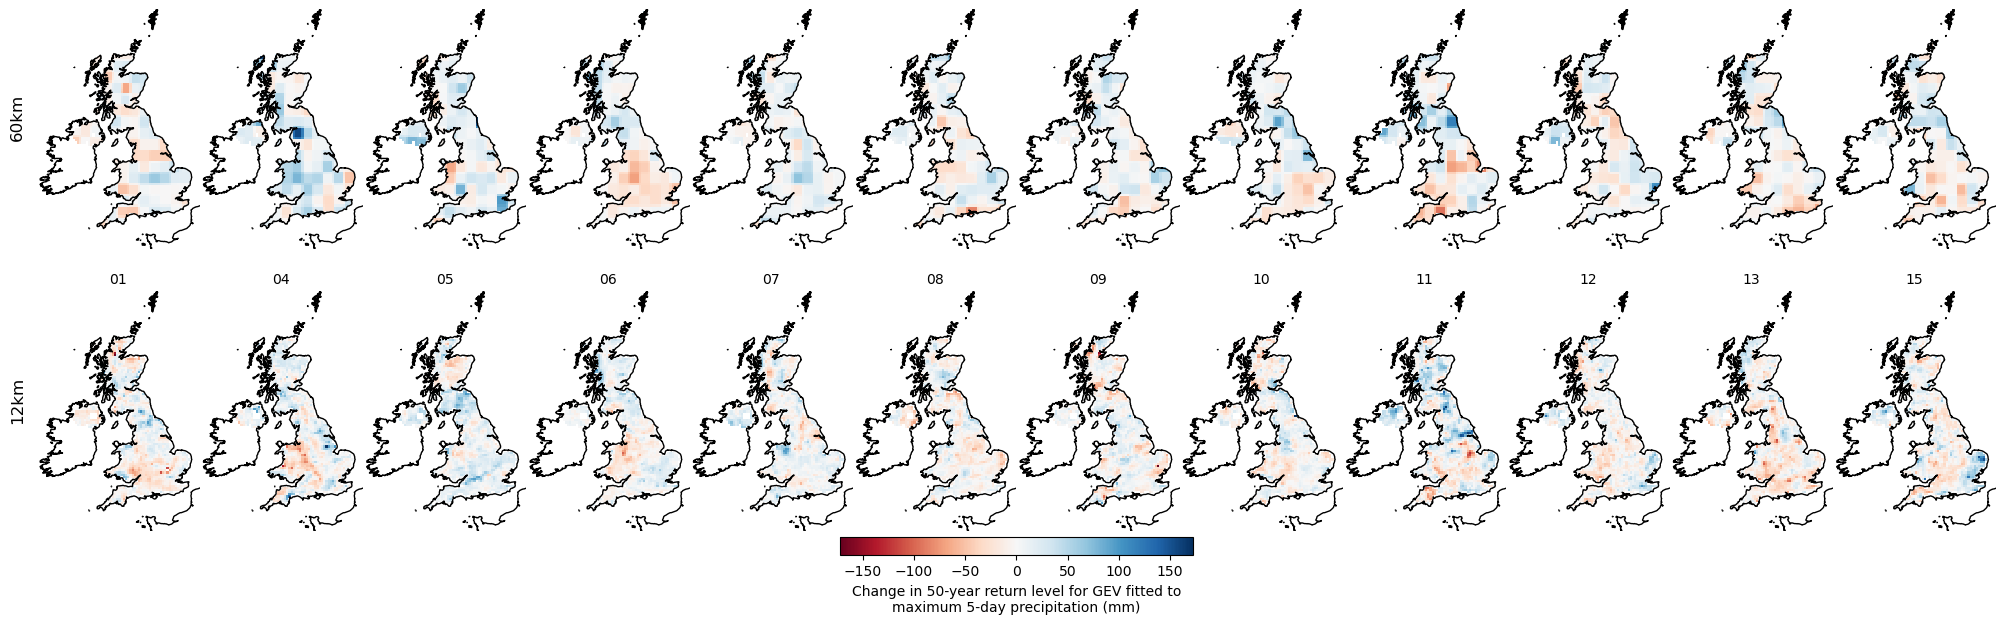 60km
01 04 05 06 07 08 09 10 11 12 13 15
12km
−150 −100 −50 0 50 100 150
Change in 50-year return level for GEV fitted to
maximum 5-day precipitation (mm)